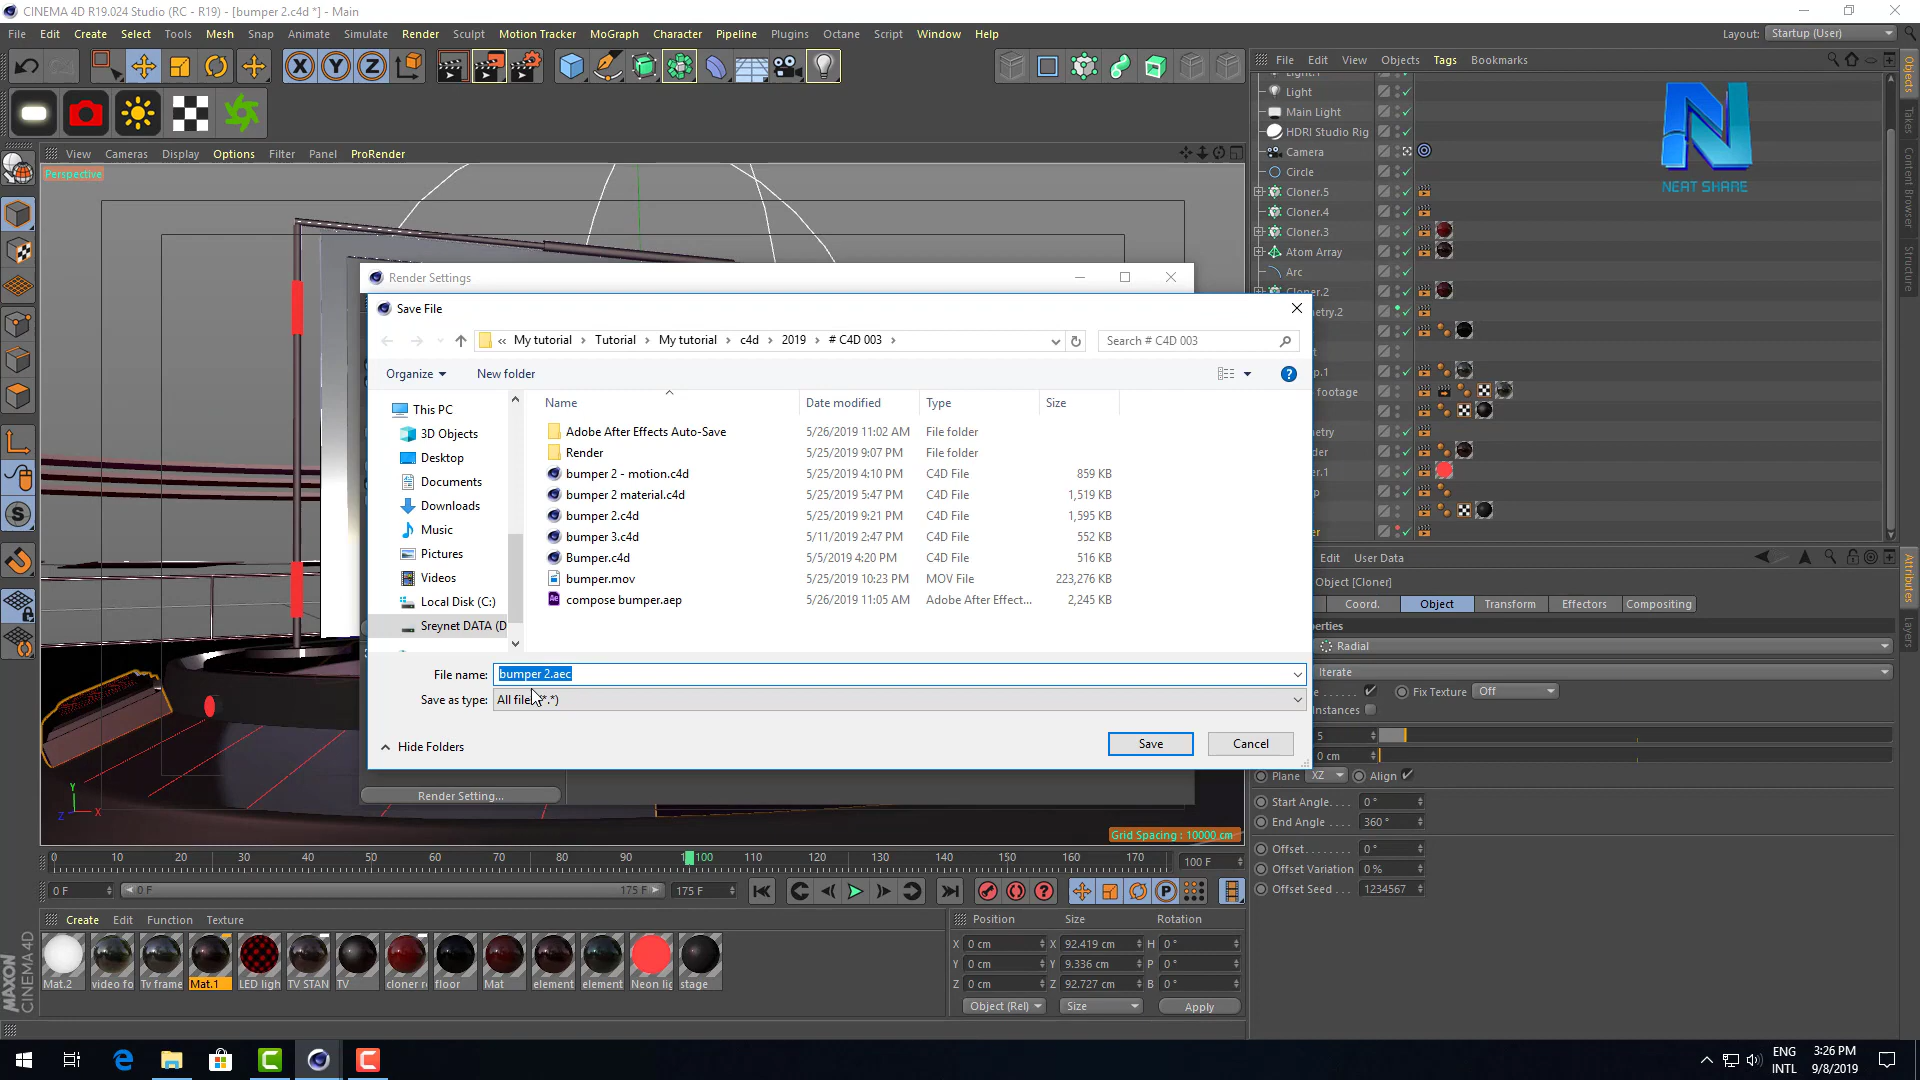 CINEMA 4D R19.024 Studio (RC - R19) - [bumper 2.c4d *] - Main
File Edit Create Select Tools Mesh Snap Animate Simulate Render Sculpt Motion Tracker MoGraph Character Pipeline Plugins Octane Script Window Help
Layout: Startup (User)
File Edit View Objects Tags Bookmarks
View Cameras Display Options Filter Panel ProRender
Perspective
Light
Main Light
HDRI Studio Rig
Camera
Circle
Cloner.5
Cloner.4
Cloner.3
Atom Array
Arc
NEAT SHARE
Objects
Takes
Content Browser
Structure
Attributes
Layers
Render Settings
Save File
« My tutorial › Tutorial › My tutorial › c4d › 2019 › # C4D 003 ›
Search # C4D 003
Organize New folder
This PC
3D Objects
Desktop
Documents
Downloads
Music
Pictures
Videos
Local Disk (C:)
Sreynet DATA (D
Name Date modified Type Size
Adobe After Effects Auto-Save 5/26/2019 11:02 AM File folder
Render 5/25/2019 9:07 PM File folder
bumper 2 - motion.c4d 5/25/2019 4:10 PM C4D File 859 KB
bumper 2 material.c4d 5/25/2019 5:47 PM C4D File 1,519 KB
bumper 2.c4d 5/25/2019 9:21 PM C4D File 1,595 KB
bumper 3.c4d 5/11/2019 2:47 PM C4D File 552 KB
Bumper.c4d 5/5/2019 4:20 PM C4D File 516 KB
bumper.mov 5/25/2019 10:23 PM MOV File 223,276 KB
compose bumper.aep 5/26/2019 11:05 AM Adobe After Effect... 2,245 KB
File name: bumper 2.aec
Save as type:
Hide Folders
Save Cancel
Render Setting...
Grid Spacing : 10000 cm
Edit User Data
Object [Cloner]
Coord. Object Transform Effectors Compositing
Radial
Iterate
Fix Texture Off
5
0 cm
Plane XZ Align
Start Angle. . . . 0 °
End Angle . . . . 360 °
Offset. . . . . . . . 0 °
Offset Variation 0 %
Offset Seed . . . 1234567
0 10 20 30 40 50 60 70 80 90 100 110 120 130 140 150 160 170 100 F
0 F 0 F 175 F 175 F
Create Edit Function Texture
Mat.2 video fo Tv frame Mat.1 LED ligh TV STAN TV cloner r floor Mat element element Neon lig stage
Position Size Rotation
X 0 cm X 92.419 cm H 0 °
Y 0 cm Y 9.336 cm P 0 °
Z 0 cm Z 92.727 cm B 0 °
Object (Rel) Size Apply
MAXON CINEMA 4D
ENG
INTL
3:26 PM
9/8/2019